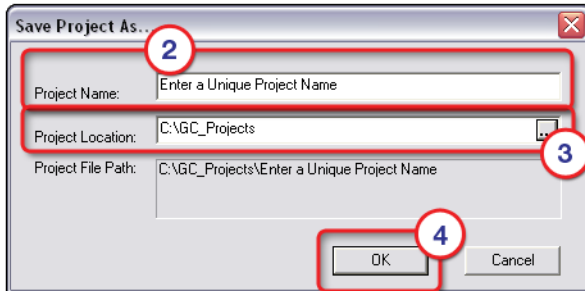 Save Project As...
2
Project Name: Enter a Unique Project Name
Project Location: C:\GC_Projects ...
3
Project File Path: C:\GC_Projects\Enter a Unique Project Name
4
OK Cancel